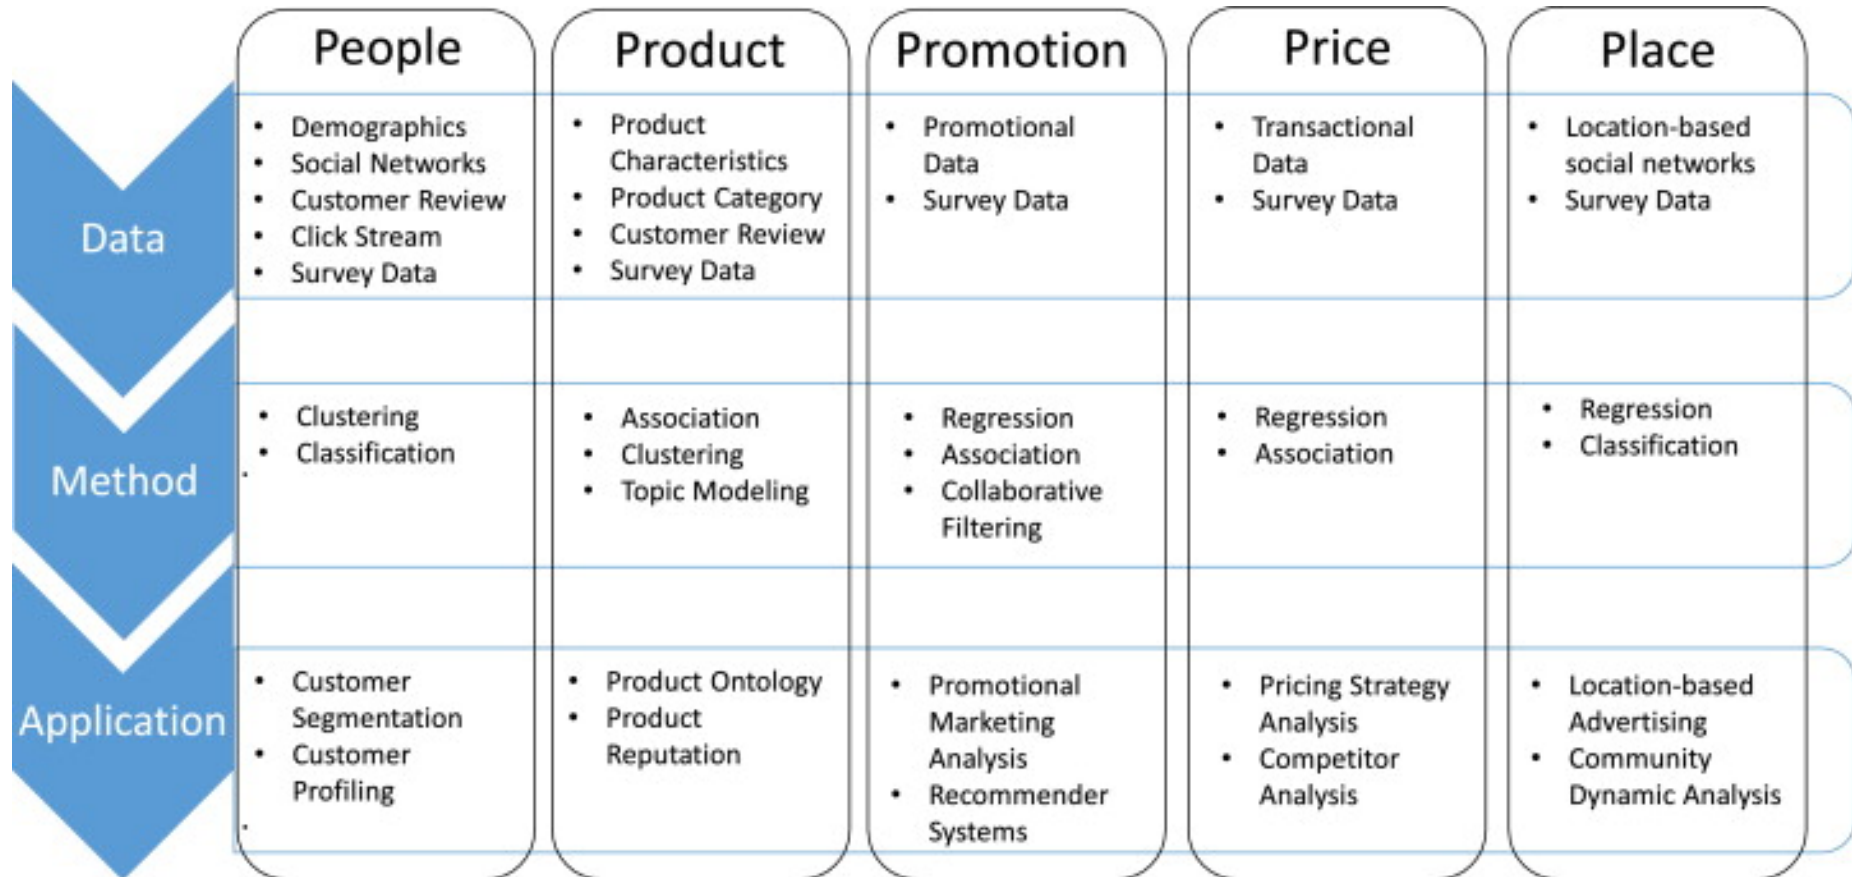 People
Product
Promotion
Price
Place
Data
• Demographics
• Social Networks
• Customer Review
• Click Stream
• Survey Data
• Product
Characteristics
• Product Category
• Customer Review
• Survey Data
• Promotional
Data
• Survey Data
• Transactional
Data
• Survey Data
• Location-based
social networks
• Survey Data
Method
• Clustering
• Classification
• Association
• Clustering
• Topic Modeling
• Regression
• Association
• Collaborative
Filtering
• Regression
• Association
• Regression
• Classification
Application
• Customer
Segmentation
• Customer
Profiling
• Product Ontology
• Product
Reputation
• Promotional
Marketing
Analysis
• Recommender
Systems
• Pricing Strategy
Analysis
• Competitor
Analysis
• Location-based
Advertising
• Community
Dynamic Analysis